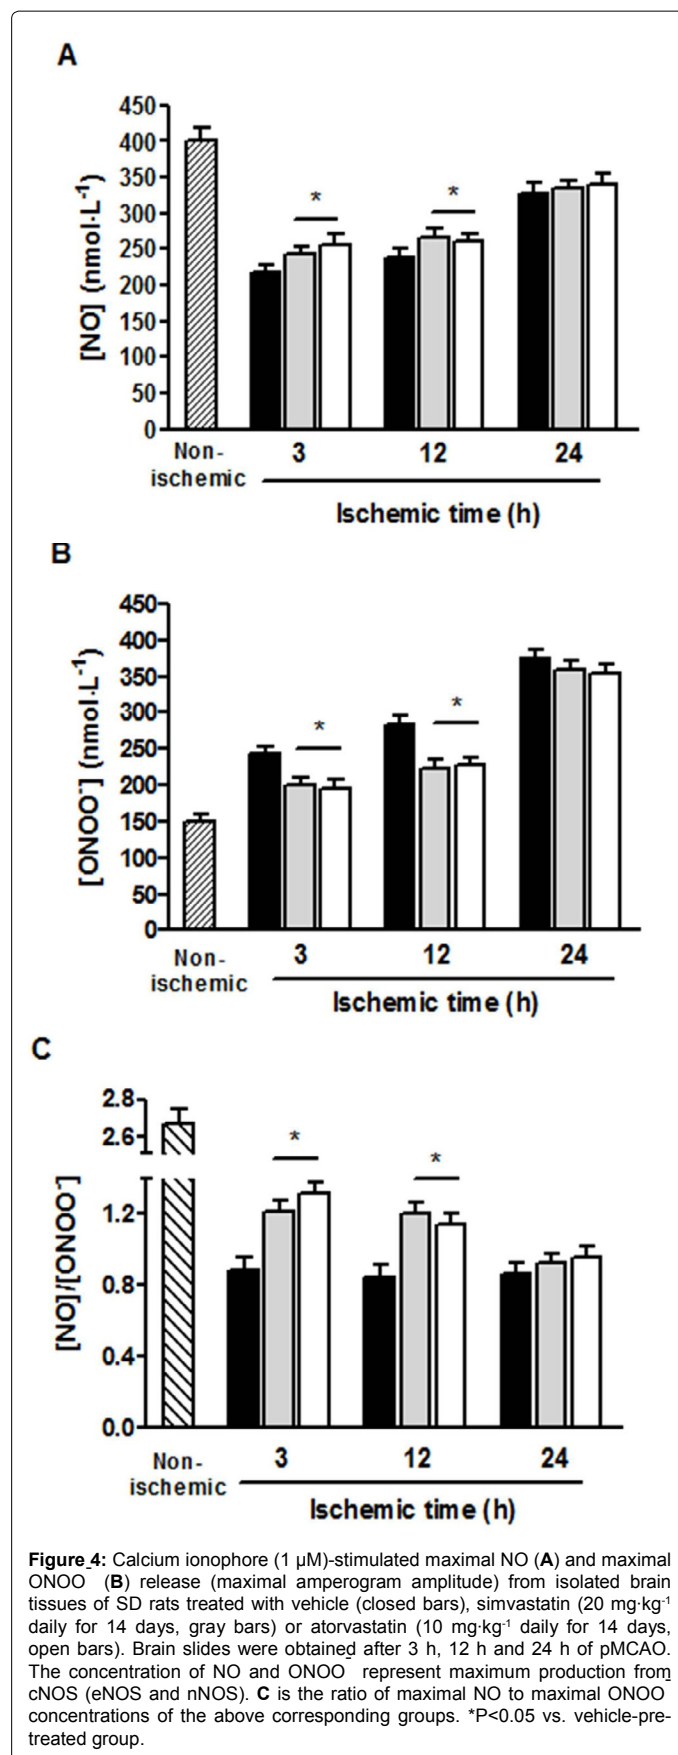 A
[NO] (nmol·L-1)
450
400
350
300
250
200
150
100
50
0
*
*
Non-
ischemic
3
12
24
Ischemic time (h)
B
[ONOO-] (nmol·L-1)
450
400
350
300
250
200
150
100
50
0
*
*
Non-
ischemic
3
12
24
Ischemic time (h)
C
[NO]/[ONOO-]
2.8
2.6
1.2
0.8
0.4
0.0
*
*
Non-
ischemic
3
12
24
Ischemic time (h)
Figure 4: Calcium ionophore (1 µM)-stimulated maximal NO (A) and maximal
ONOO- (B) release (maximal amperogram amplitude) from isolated brain
tissues of SD rats treated with vehicle (closed bars), simvastatin (20 mg·kg-1
daily for 14 days, gray bars) or atorvastatin (10 mg·kg-1 daily for 14 days,
open bars). Brain slides were obtained after 3 h, 12 h and 24 h of pMCAO.
The concentration of NO and ONOO- represent maximum production from
cNOS (eNOS and nNOS). C is the ratio of maximal NO to maximal ONOO-
concentrations of the above corresponding groups. *P<0.05 vs. vehicle-pre-
treated group.